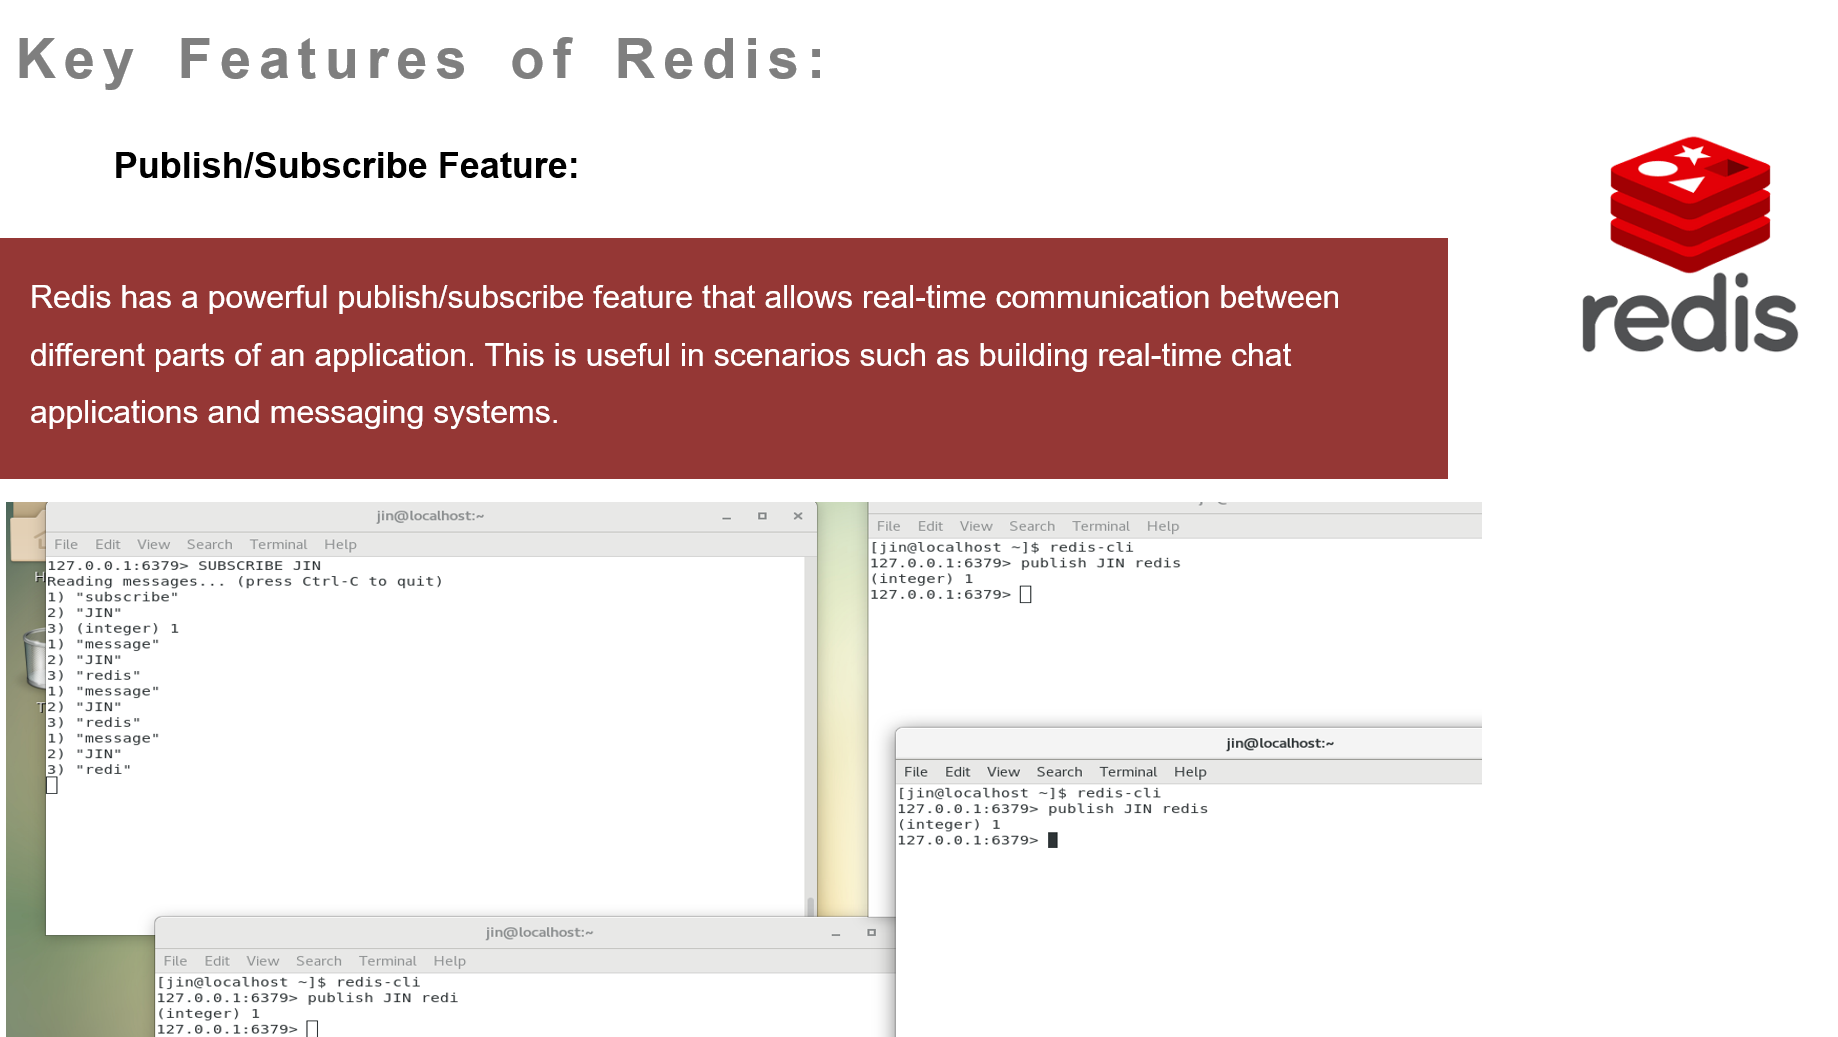 Key Features of Redis:
Publish/Subscribe Feature:
Redis has a powerful publish/subscribe feature that allows real-time communication between
different parts of an application. This is useful in scenarios such as building real-time chat
applications and messaging systems.
redis
jin@localhost:~
File Edit View Search Terminal Help
127.0.0.1:6379> SUBSCRIBE JIN
Reading messages... (press Ctrl-C to quit)
1) "subscribe"
2) "JIN"
3) (integer) 1
1) "message"
2) "JIN"
3) "redis"
1) "message"
2) "JIN"
3) "redis"
1) "message"
2) "JIN"
3) "redi"
File Edit View Search Terminal Help
[jin@localhost ~]$ redis-cli
127.0.0.1:6379> publish JIN redis
(integer) 1
127.0.0.1:6379>
jin@localhost:~
File Edit View Search Terminal Help
[jin@localhost ~]$ redis-cli
127.0.0.1:6379> publish JIN redis
(integer) 1
127.0.0.1:6379>
jin@localhost:~
File Edit View Search Terminal Help
[jin@localhost ~]$ redis-cli
127.0.0.1:6379> publish JIN redi
(integer) 1
127.0.0.1:6379>